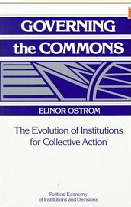 GOVERNING
the COMMONS
ELINOR OSTROM
The Evolution of Institutions
for Collective Action
Political Economy
of Institutions and Decisions